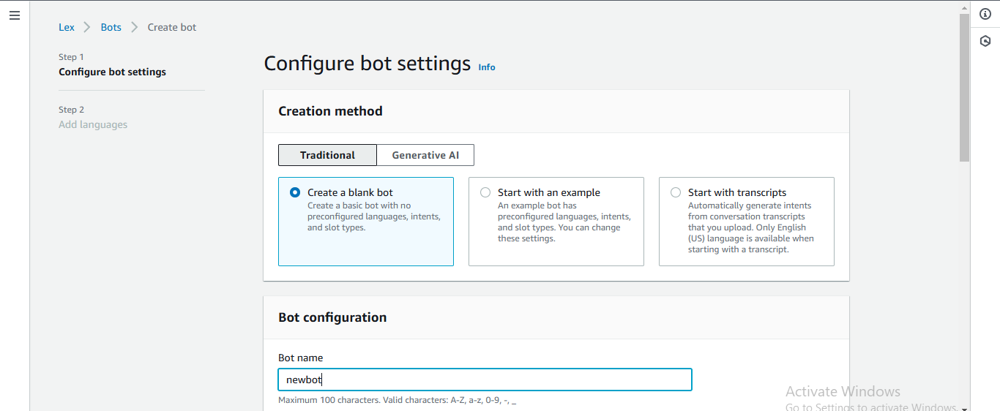 Lex
Bots
Create bot
Step 1
Configure bot settings
Step 2
Add languages
Configure bot settings Info
Creation method
Traditional
Generative AI
Create a blank bot
Create a basic bot with no
preconfigured languages, intents,
and slot types.
Start with an example
An example bot has
preconfigured languages, intents,
and slot types. You can change
these settings.
Start with transcripts
Automatically generate intents
from conversation transcripts
that you upload. Only English
(US) language is available when
starting with a transcript.
Bot configuration
Bot name
newbot
Maximum 100 characters. Valid characters: A-Z, a-z, 0-9, -, _
Activate Windows
Go to Settings to activate Windows.